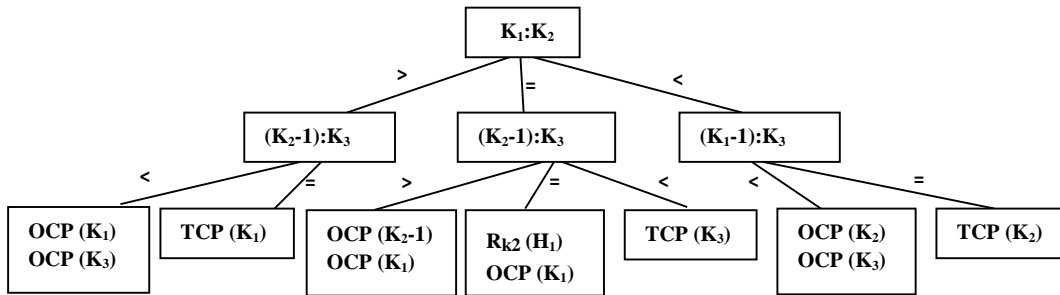 K₁:K₂
> = <
(K₂-1):K₃ (K₂-1):K₃ (K₁-1):K₃
< = > = < < =
OCP (K₁)
OCP (K₃)
TCP (K₁)
OCP (K₂-1)
OCP (K₁)
Rₖ₂ (H₁)
OCP (K₁)
TCP (K₃)
OCP (K₂)
OCP (K₃)
TCP (K₂)